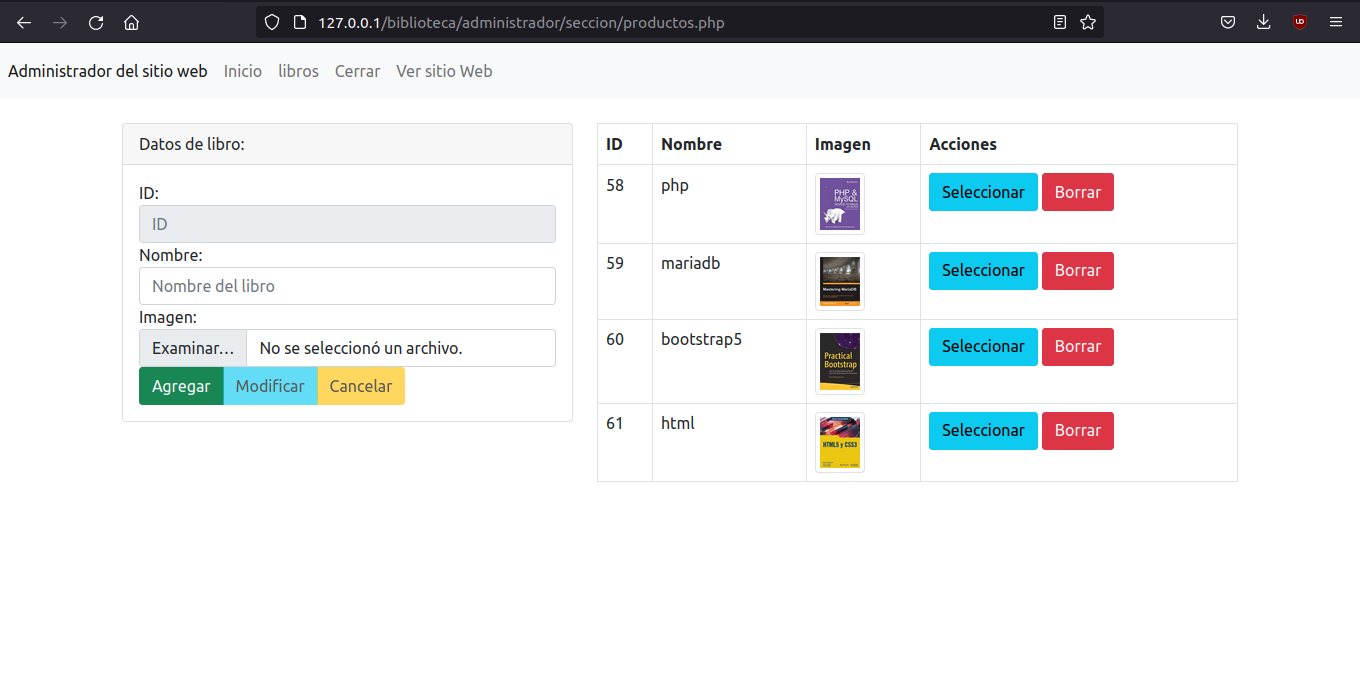 127.0.0.1/biblioteca/administrador/seccion/productos.php
Administrador del sitio web Inicio libros Cerrar Ver sitio Web
Datos de libro:
ID:
ID
Nombre:
Nombre del libro
Imagen:
Examinar... No se seleccionó un archivo.
Agregar Modificar Cancelar
ID Nombre Imagen Acciones
58 php PHP & MySQL Seleccionar Borrar
59 mariadb Mastering MariaDB Seleccionar Borrar
60 bootstrap5 Practical Bootstrap Seleccionar Borrar
61 html HTML5 y CSS3 Seleccionar Borrar